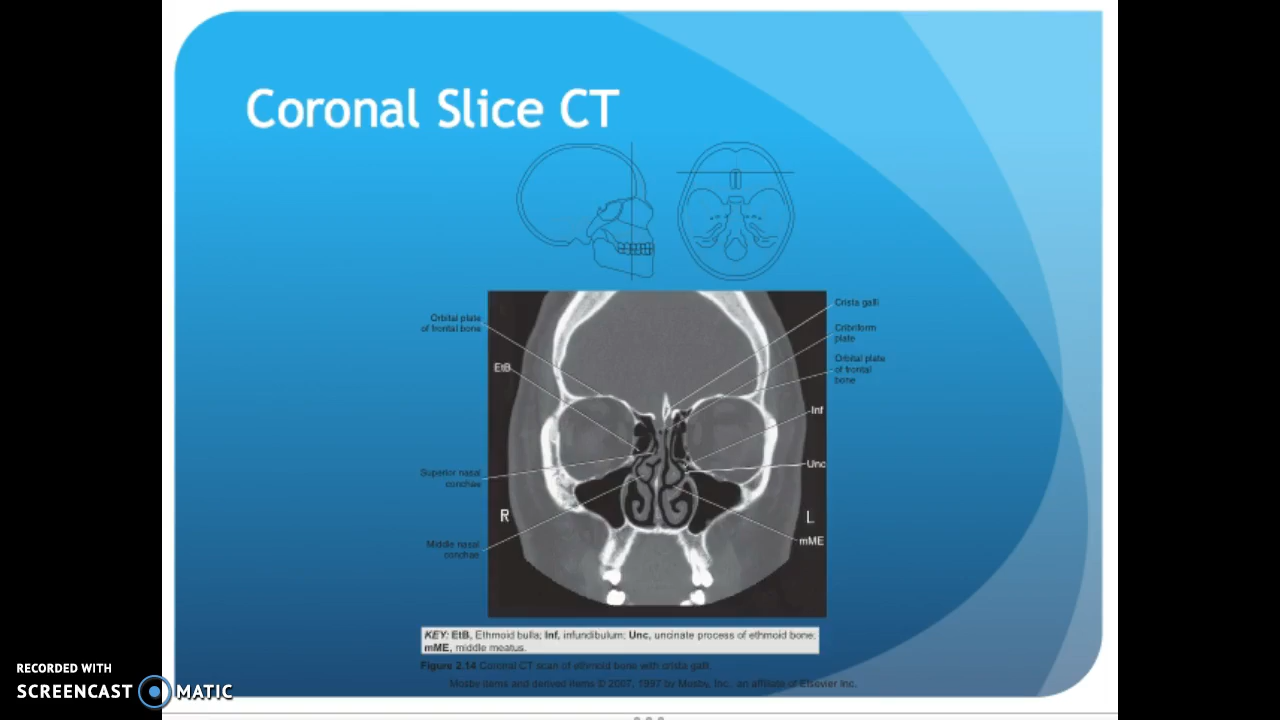 Coronal Slice CT
Orbital plate
of frontal bone
EtB
Superior nasal
conchae
R
Middle nasal
conchae
Crista galli
Cribriform
plate
Orbital plate
of frontal
bone
Inf
Unc
L
mME
KEY: EtB, Ethmoid bulla; Inf, infundibulum; Unc, uncinate process of ethmoid bone;
mME, middle meatus.
Figure 2.14 Coronal CT scan of ethmoid bone with crista galli.
Mosby items and derived items © 2007, 1997 by Mosby, Inc., an affiliate of Elsevier Inc.
RECORDED WITH
SCREENCAST MATIC